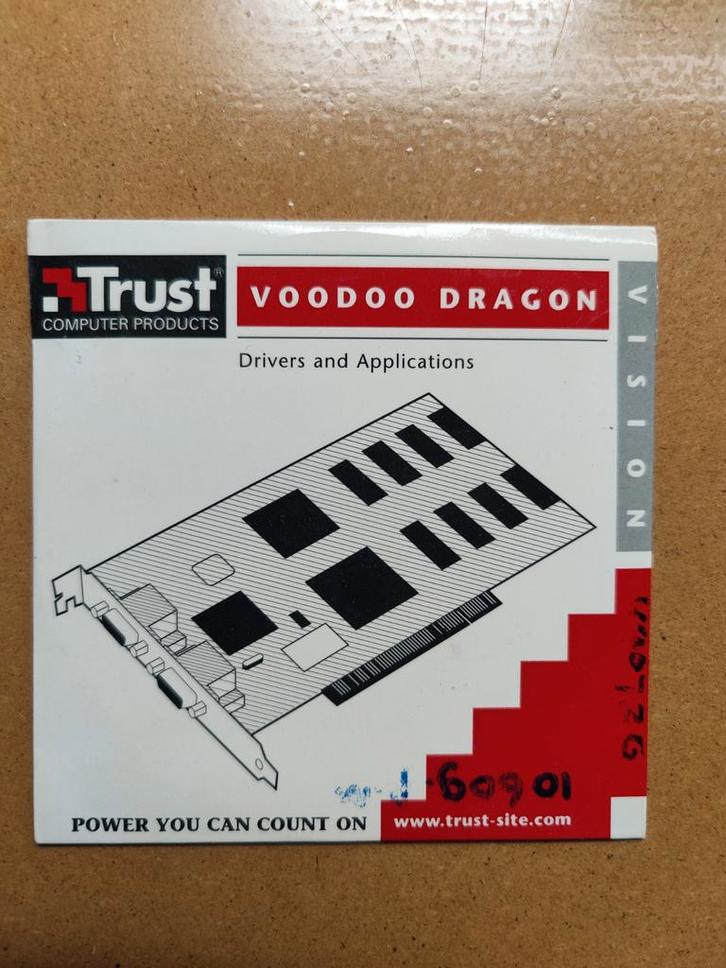 Trust®
COMPUTER PRODUCTS
VOODOO DRAGON
VISION
Drivers and Applications
POWER YOU CAN COUNT ON
www.trust-site.com